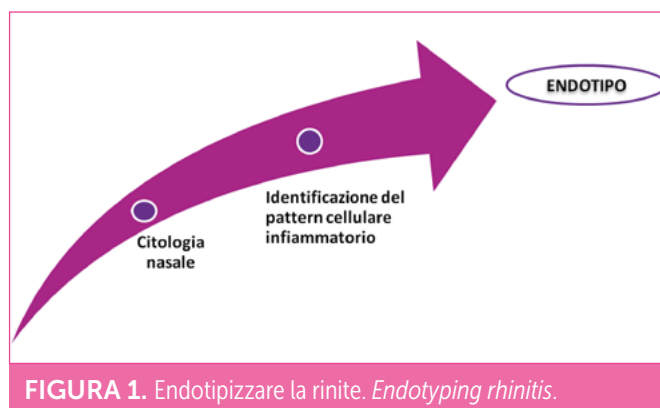 ENDOTIPO
Identificazione del
pattern cellulare
infiammatorio
Citologia
nasale
FIGURA 1. Endotipizzare la rinite. Endotyping rhinitis.